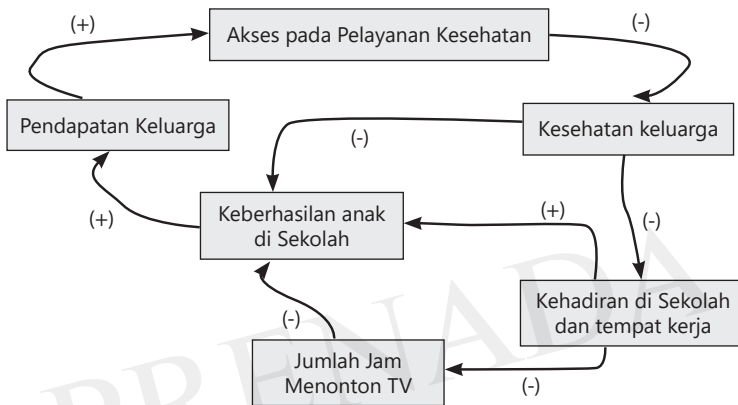 (+)
Akses pada Pelayanan Kesehatan
(-)
Pendapatan Keluarga
Kesehatan keluarga
(-)
(+)
Keberhasilan anak
di Sekolah
(+)
(-)
Kehadiran di Sekolah
dan tempat kerja
(-)
Jumlah Jam
Menonton TV
(-)
PRENADA